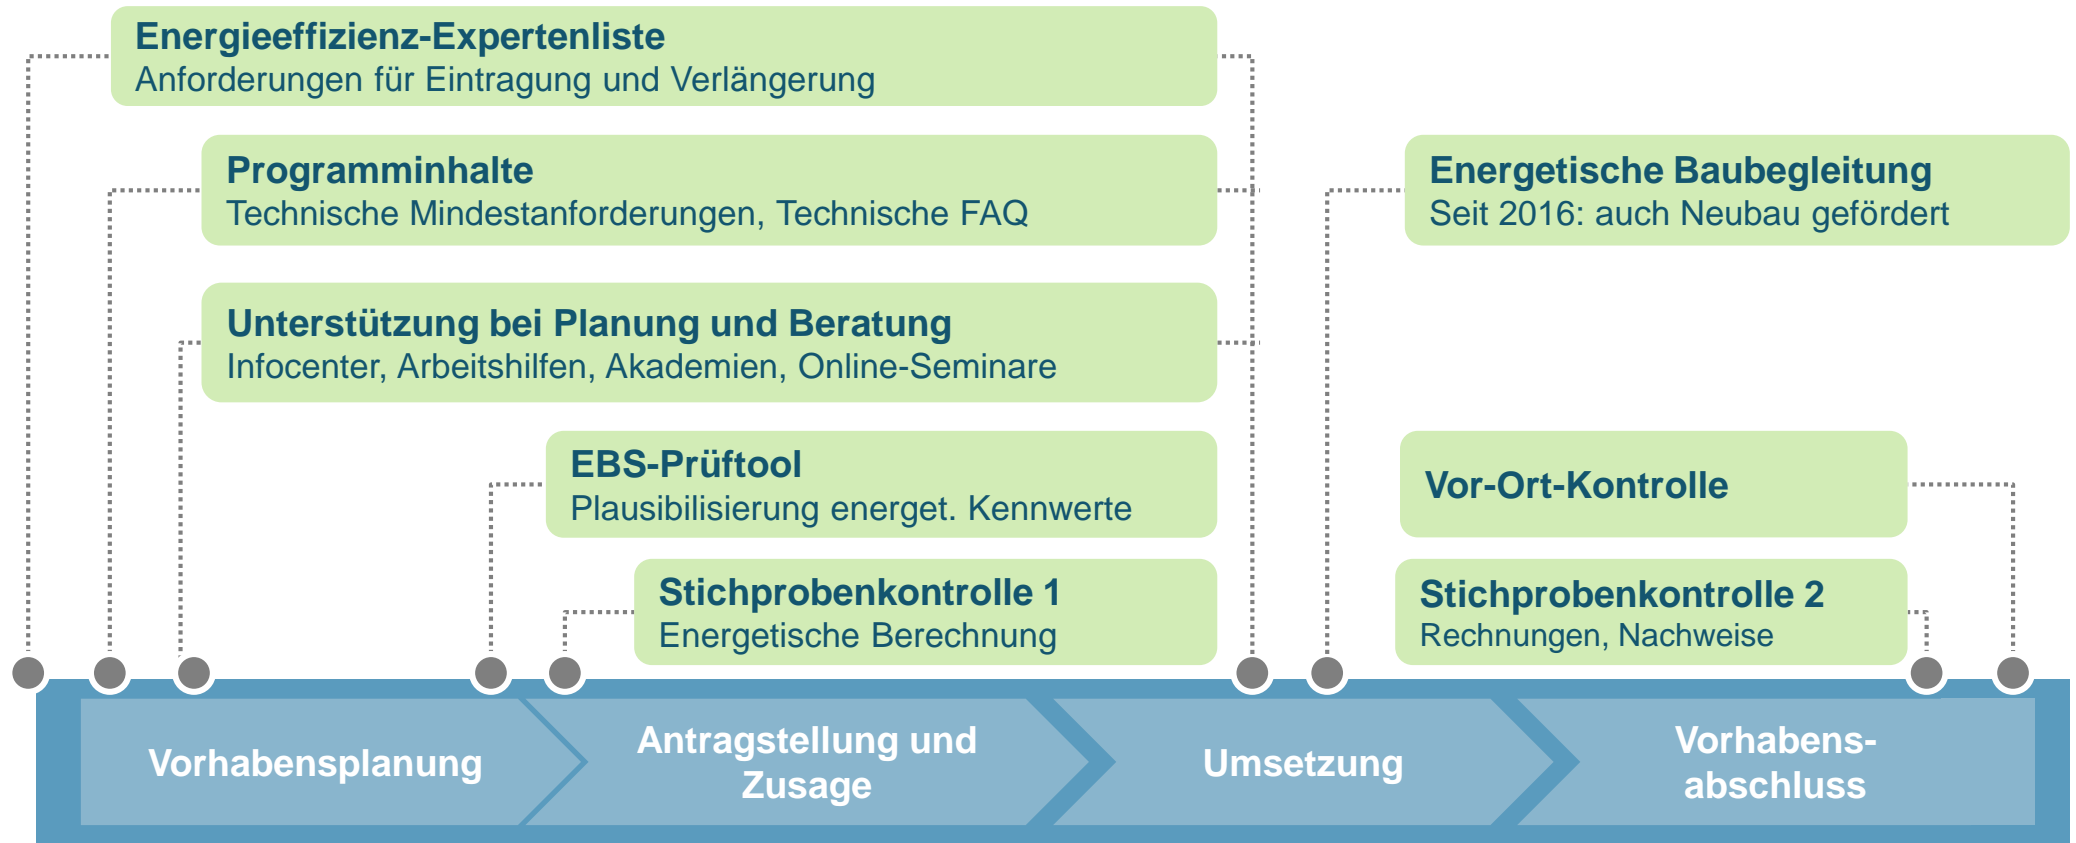 Energieeffizienz-Expertenliste
Anforderungen für Eintragung und Verlängerung
Programminhalte
Technische Mindestanforderungen, Technische FAQ
Energetische Baubegleitung
Seit 2016: auch Neubau gefördert
Unterstützung bei Planung und Beratung
Infocenter, Arbeitshilfen, Akademien, Online-Seminare
EBS-Prüftool
Plausibilisierung energet. Kennwerte
Vor-Ort-Kontrolle
Stichprobenkontrolle 1
Energetische Berechnung
Stichprobenkontrolle 2
Rechnungen, Nachweise
Vorhabensplanung
Antragstellung und
Zusage
Umsetzung
Vorhabens-
abschluss